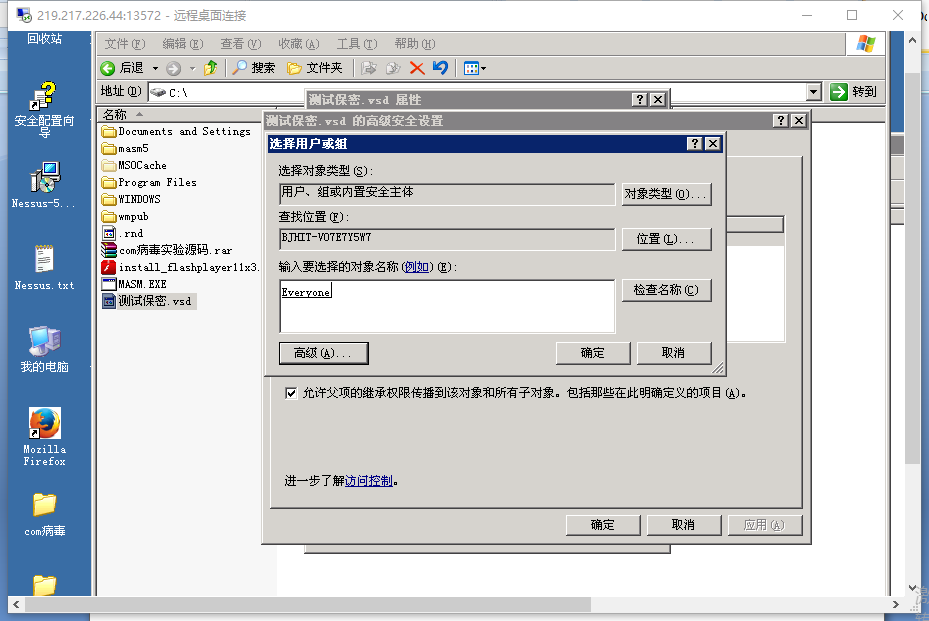 219.217.226.44:13572 - 远程桌面连接
回收站
安全配置向
导
Nessus-5...
Nessus.txt
我的电脑
Mozilla
Firefox
com病毒
文件(F) 编辑(E) 查看(V) 收藏(A) 工具(T) 帮助(H)
后退 搜索 文件夹
地址(D) C:\ 转到
名称
Documents and Settings
masm5
MSOCache
Program Files
WINDOWS
wmpub
.rnd
com病毒实验源码.rar
install_flashplayer11x3.
MASM.EXE
测试保密.vsd
测试保密.vsd 属性
测试保密.vsd 的高级安全设置
选择用户或组
选择对象类型(S):
用户、组或内置安全主体 对象类型(O)...
查找位置(F):
BJHIT-VO7E7Y5W7 位置(L)...
输入要选择的对象名称(例如)(E):
Everyone 检查名称(C)
高级(A)... 确定 取消
允许父项的继承权限传播到该对象和所有子对象。包括那些在此明确定义的项目(A)。
进一步了解访问控制。
确定 取消 应用(A)